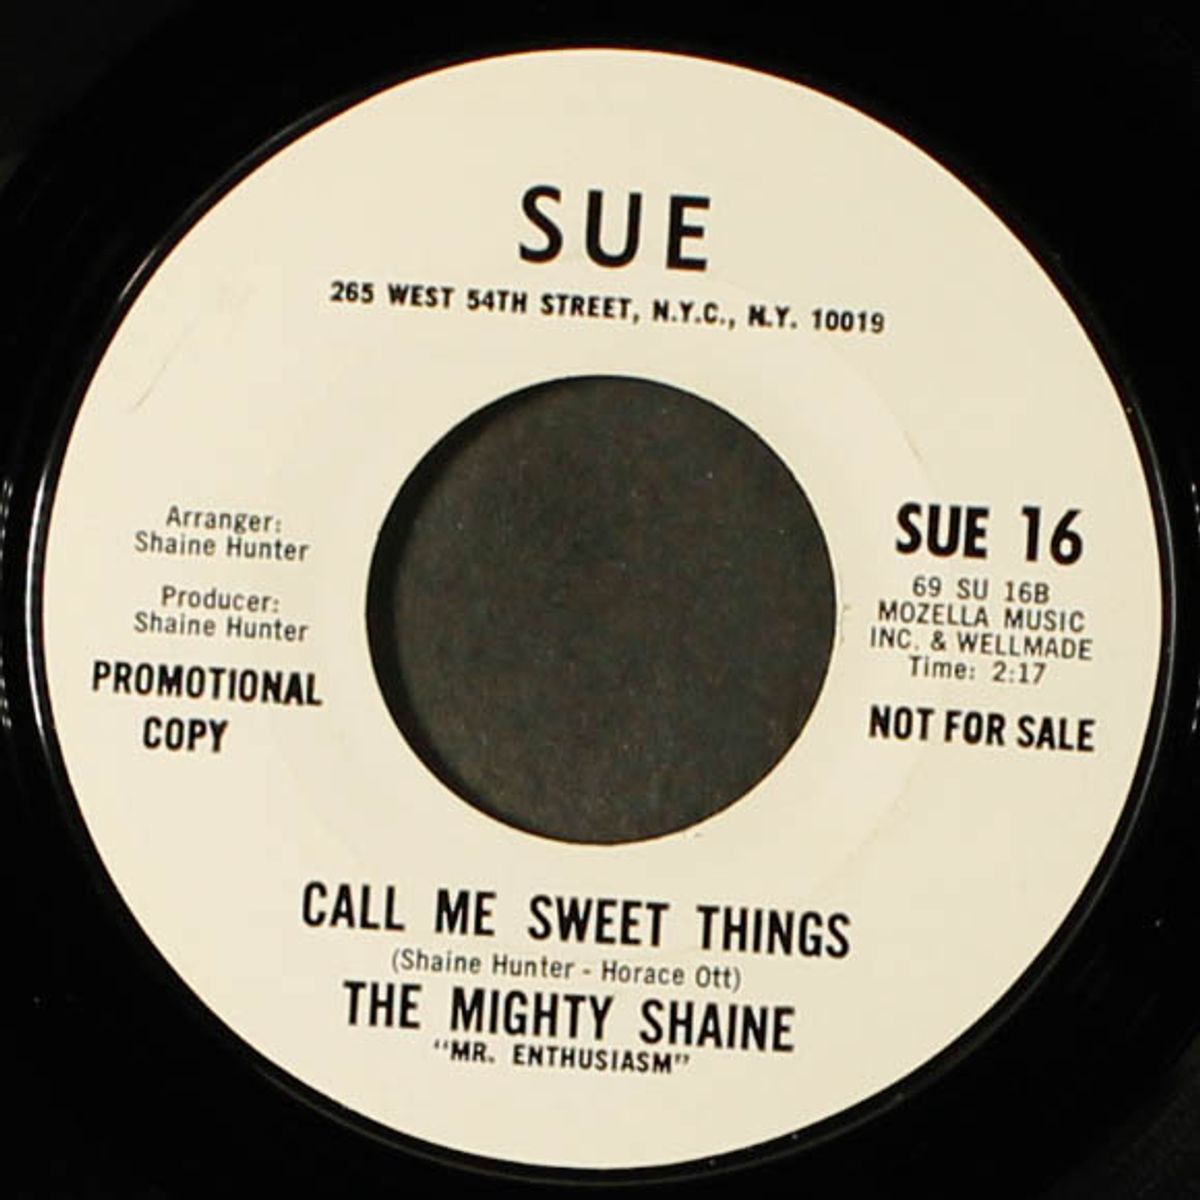 SUE
265 WEST 54TH STREET, N.Y.C., N.Y. 10019
Arranger:
Shaine Hunter
Producer:
Shaine Hunter
PROMOTIONAL
COPY
SUE 16
69 SU 16B
MOZELLA MUSIC
INC. & WELLMADE
Time: 2:17
NOT FOR SALE
CALL ME SWEET THINGS
(Shaine Hunter - Horace Ott)
THE MIGHTY SHAINE
"MR. ENTHUSIASM"